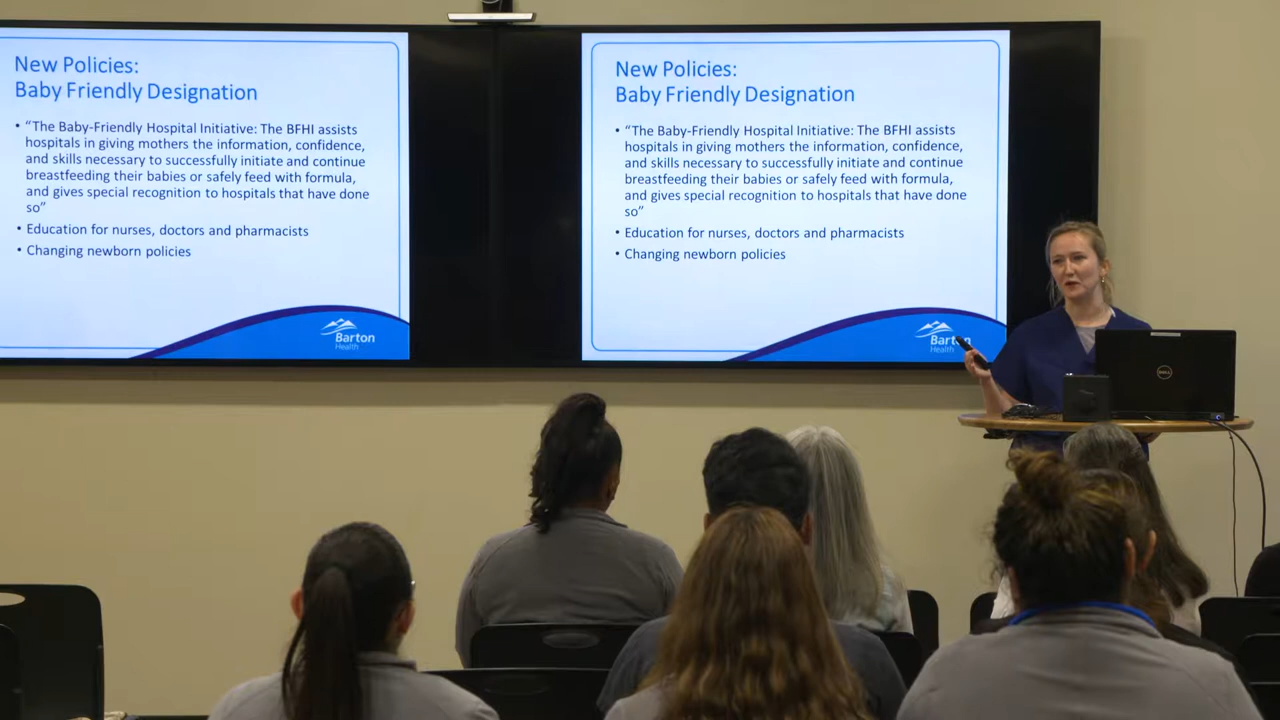 New Policies:
Baby Friendly Designation
• "The Baby-Friendly Hospital Initiative: The BFHI assists
hospitals in giving mothers the information, confidence,
and skills necessary to successfully initiate and continue
breastfeeding their babies or safely feed with formula,
and gives special recognition to hospitals that have done
so"
• Education for nurses, doctors and pharmacists
• Changing newborn policies
Barton
Health
New Policies:
Baby Friendly Designation
• "The Baby-Friendly Hospital Initiative: The BFHI assists
hospitals in giving mothers the information, confidence,
and skills necessary to successfully initiate and continue
breastfeeding their babies or safely feed with formula,
and gives special recognition to hospitals that have done
so"
• Education for nurses, doctors and pharmacists
• Changing newborn policies
Barton
Health
DELL